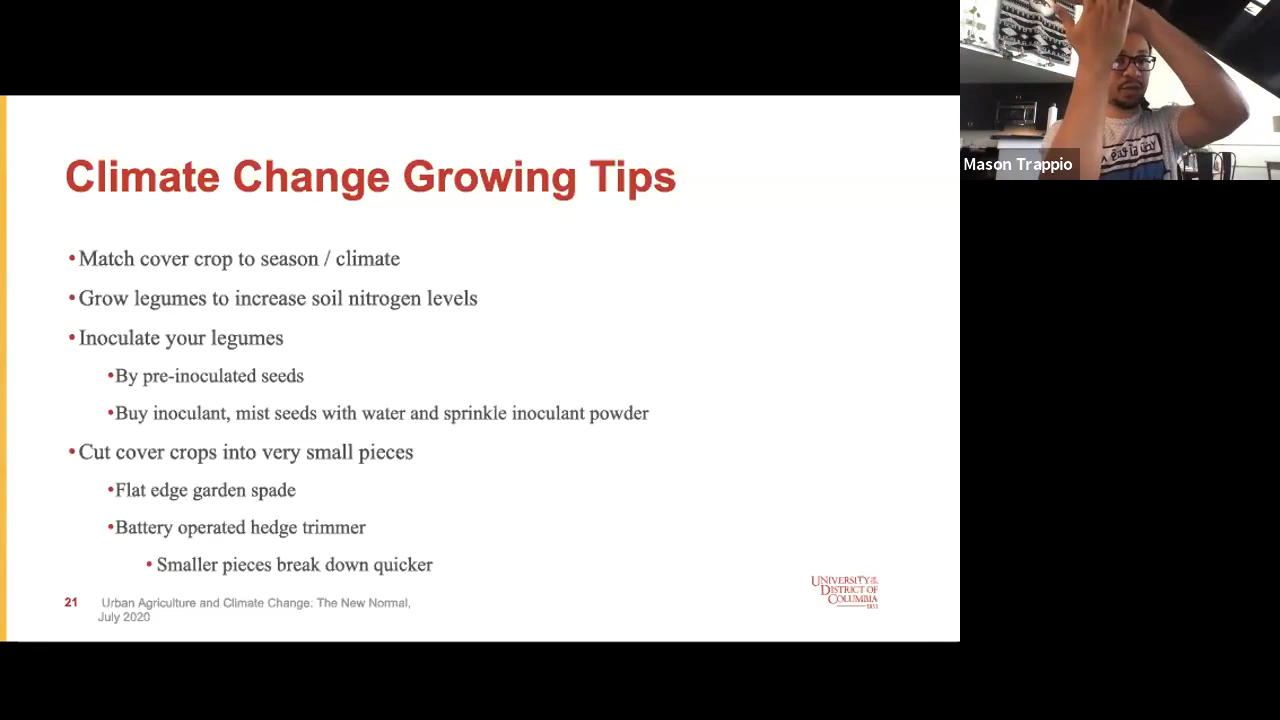 Climate Change Growing Tips
•Match cover crop to season / climate
•Grow legumes to increase soil nitrogen levels
•Inoculate your legumes
•By pre-inoculated seeds
•Buy inoculant, mist seeds with water and sprinkle inoculant powder
•Cut cover crops into very small pieces
•Flat edge garden spade
•Battery operated hedge trimmer
• Smaller pieces break down quicker
21 Urban Agriculture and Climate Change: The New Normal,
July 2020
UNIVERSITY OF THE
DISTRICT OF
COLUMBIA
1851
Mason Trappio